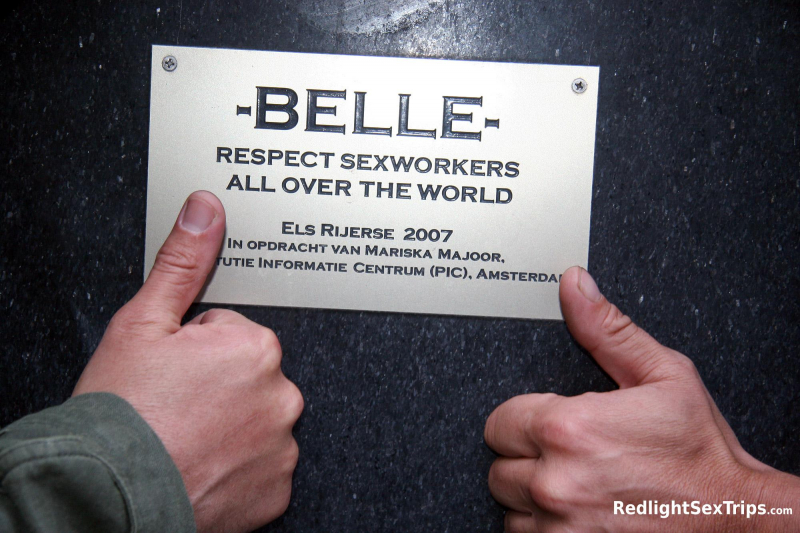 -BELLE-
RESPECT SEXWORKERS
ALL OVER THE WORLD
ELS RIJERSE 2007
IN OPDRACHT VAN MARISKA MAJOOR,
INFORMATIE CENTRUM (PIC), AMSTERDAM
RedlightSexTrips.com